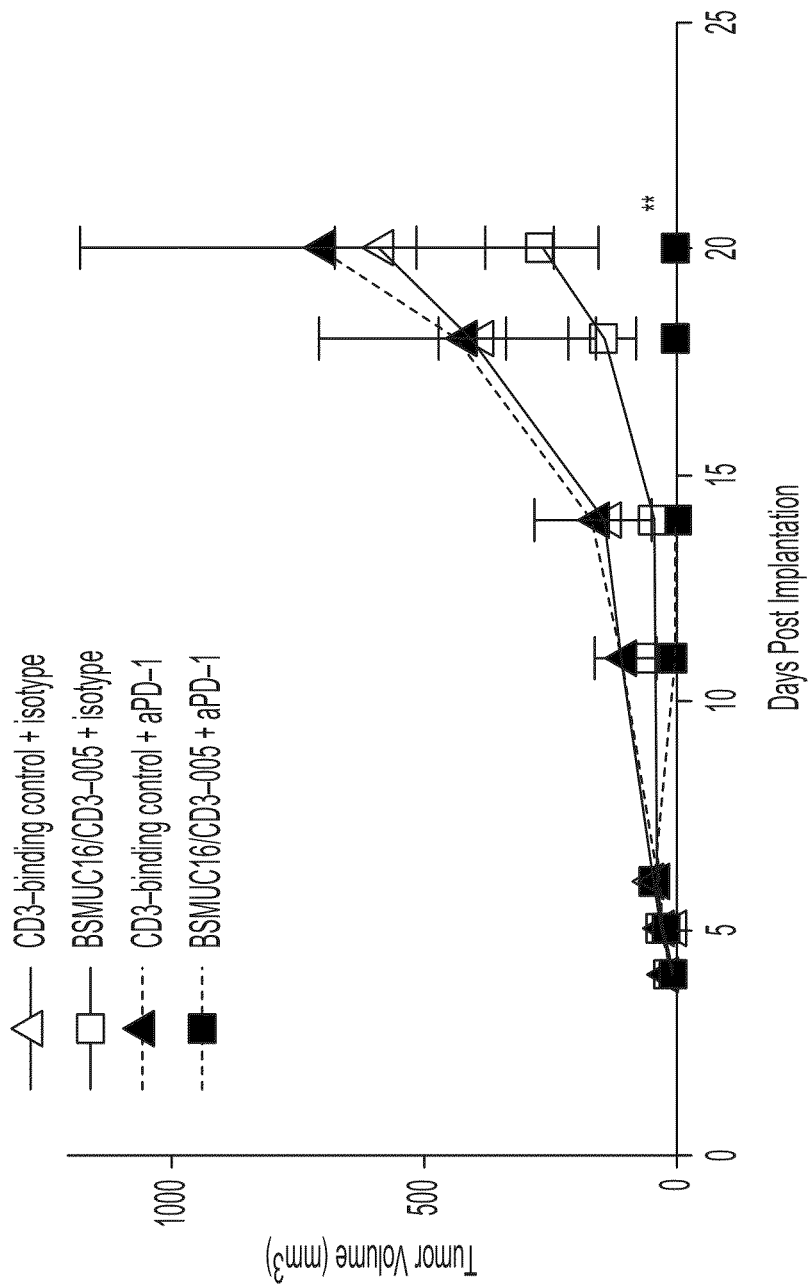 CD3–binding control + isotype
BSMUC16/CD3–005 + isotype
CD3–binding control + aPD–1
BSMUC16/CD3–005 + aPD–1
Tumor Volume (mm3)
1000
500
0
0
5
10
15
20
25
**
Days Post Implantation